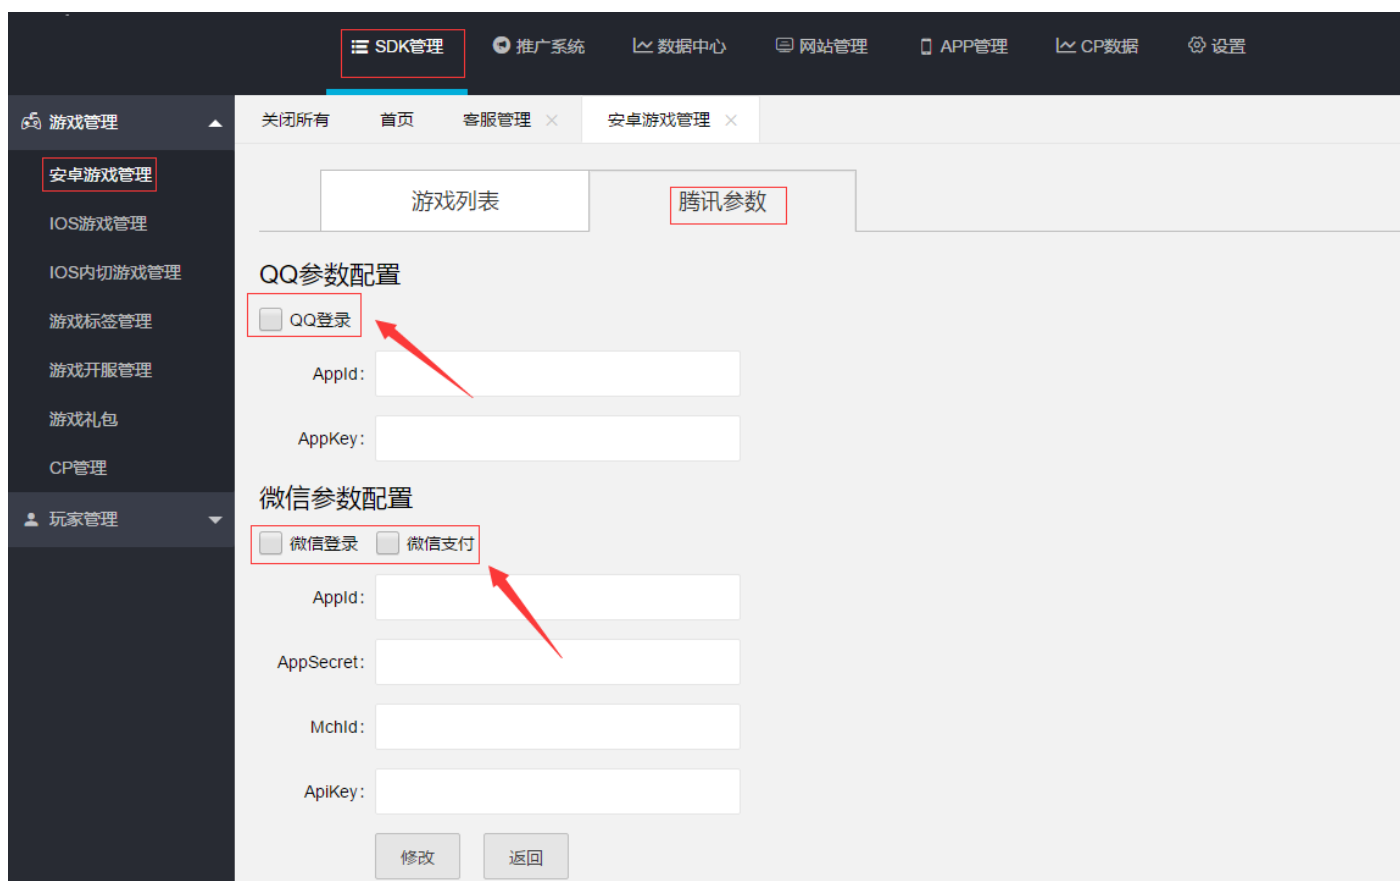 SDK管理 推广系统 数据中心 网站管理 APP管理 CP数据 设置
游戏管理
安卓游戏管理
IOS游戏管理
IOS内切游戏管理
游戏标签管理
游戏开服管理
游戏礼包
CP管理
玩家管理
关闭所有 首页 客服管理 安卓游戏管理
游戏列表 腾讯参数
QQ参数配置
QQ登录
AppId:
AppKey:
微信参数配置
微信登录 微信支付
AppId:
AppSecret:
MchId:
ApiKey:
修改 返回